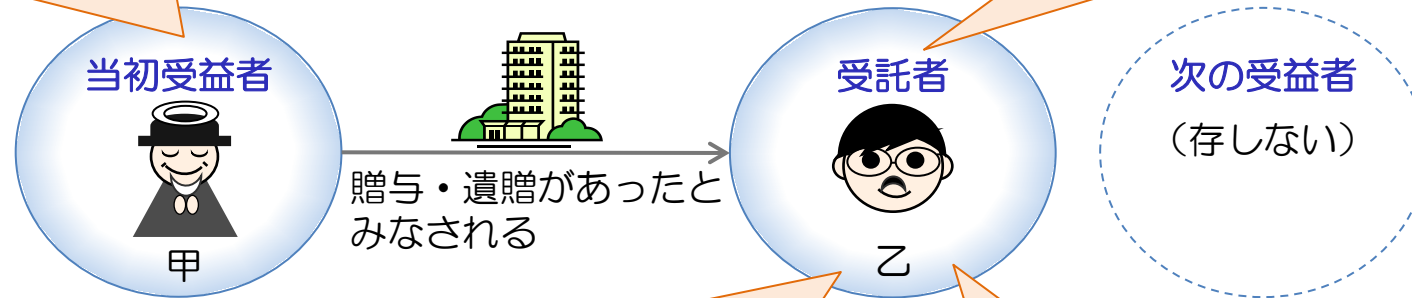 当初受益者
甲
贈与・遺贈があったと
みなされる
受託者
乙
次の受益者
（存しない）